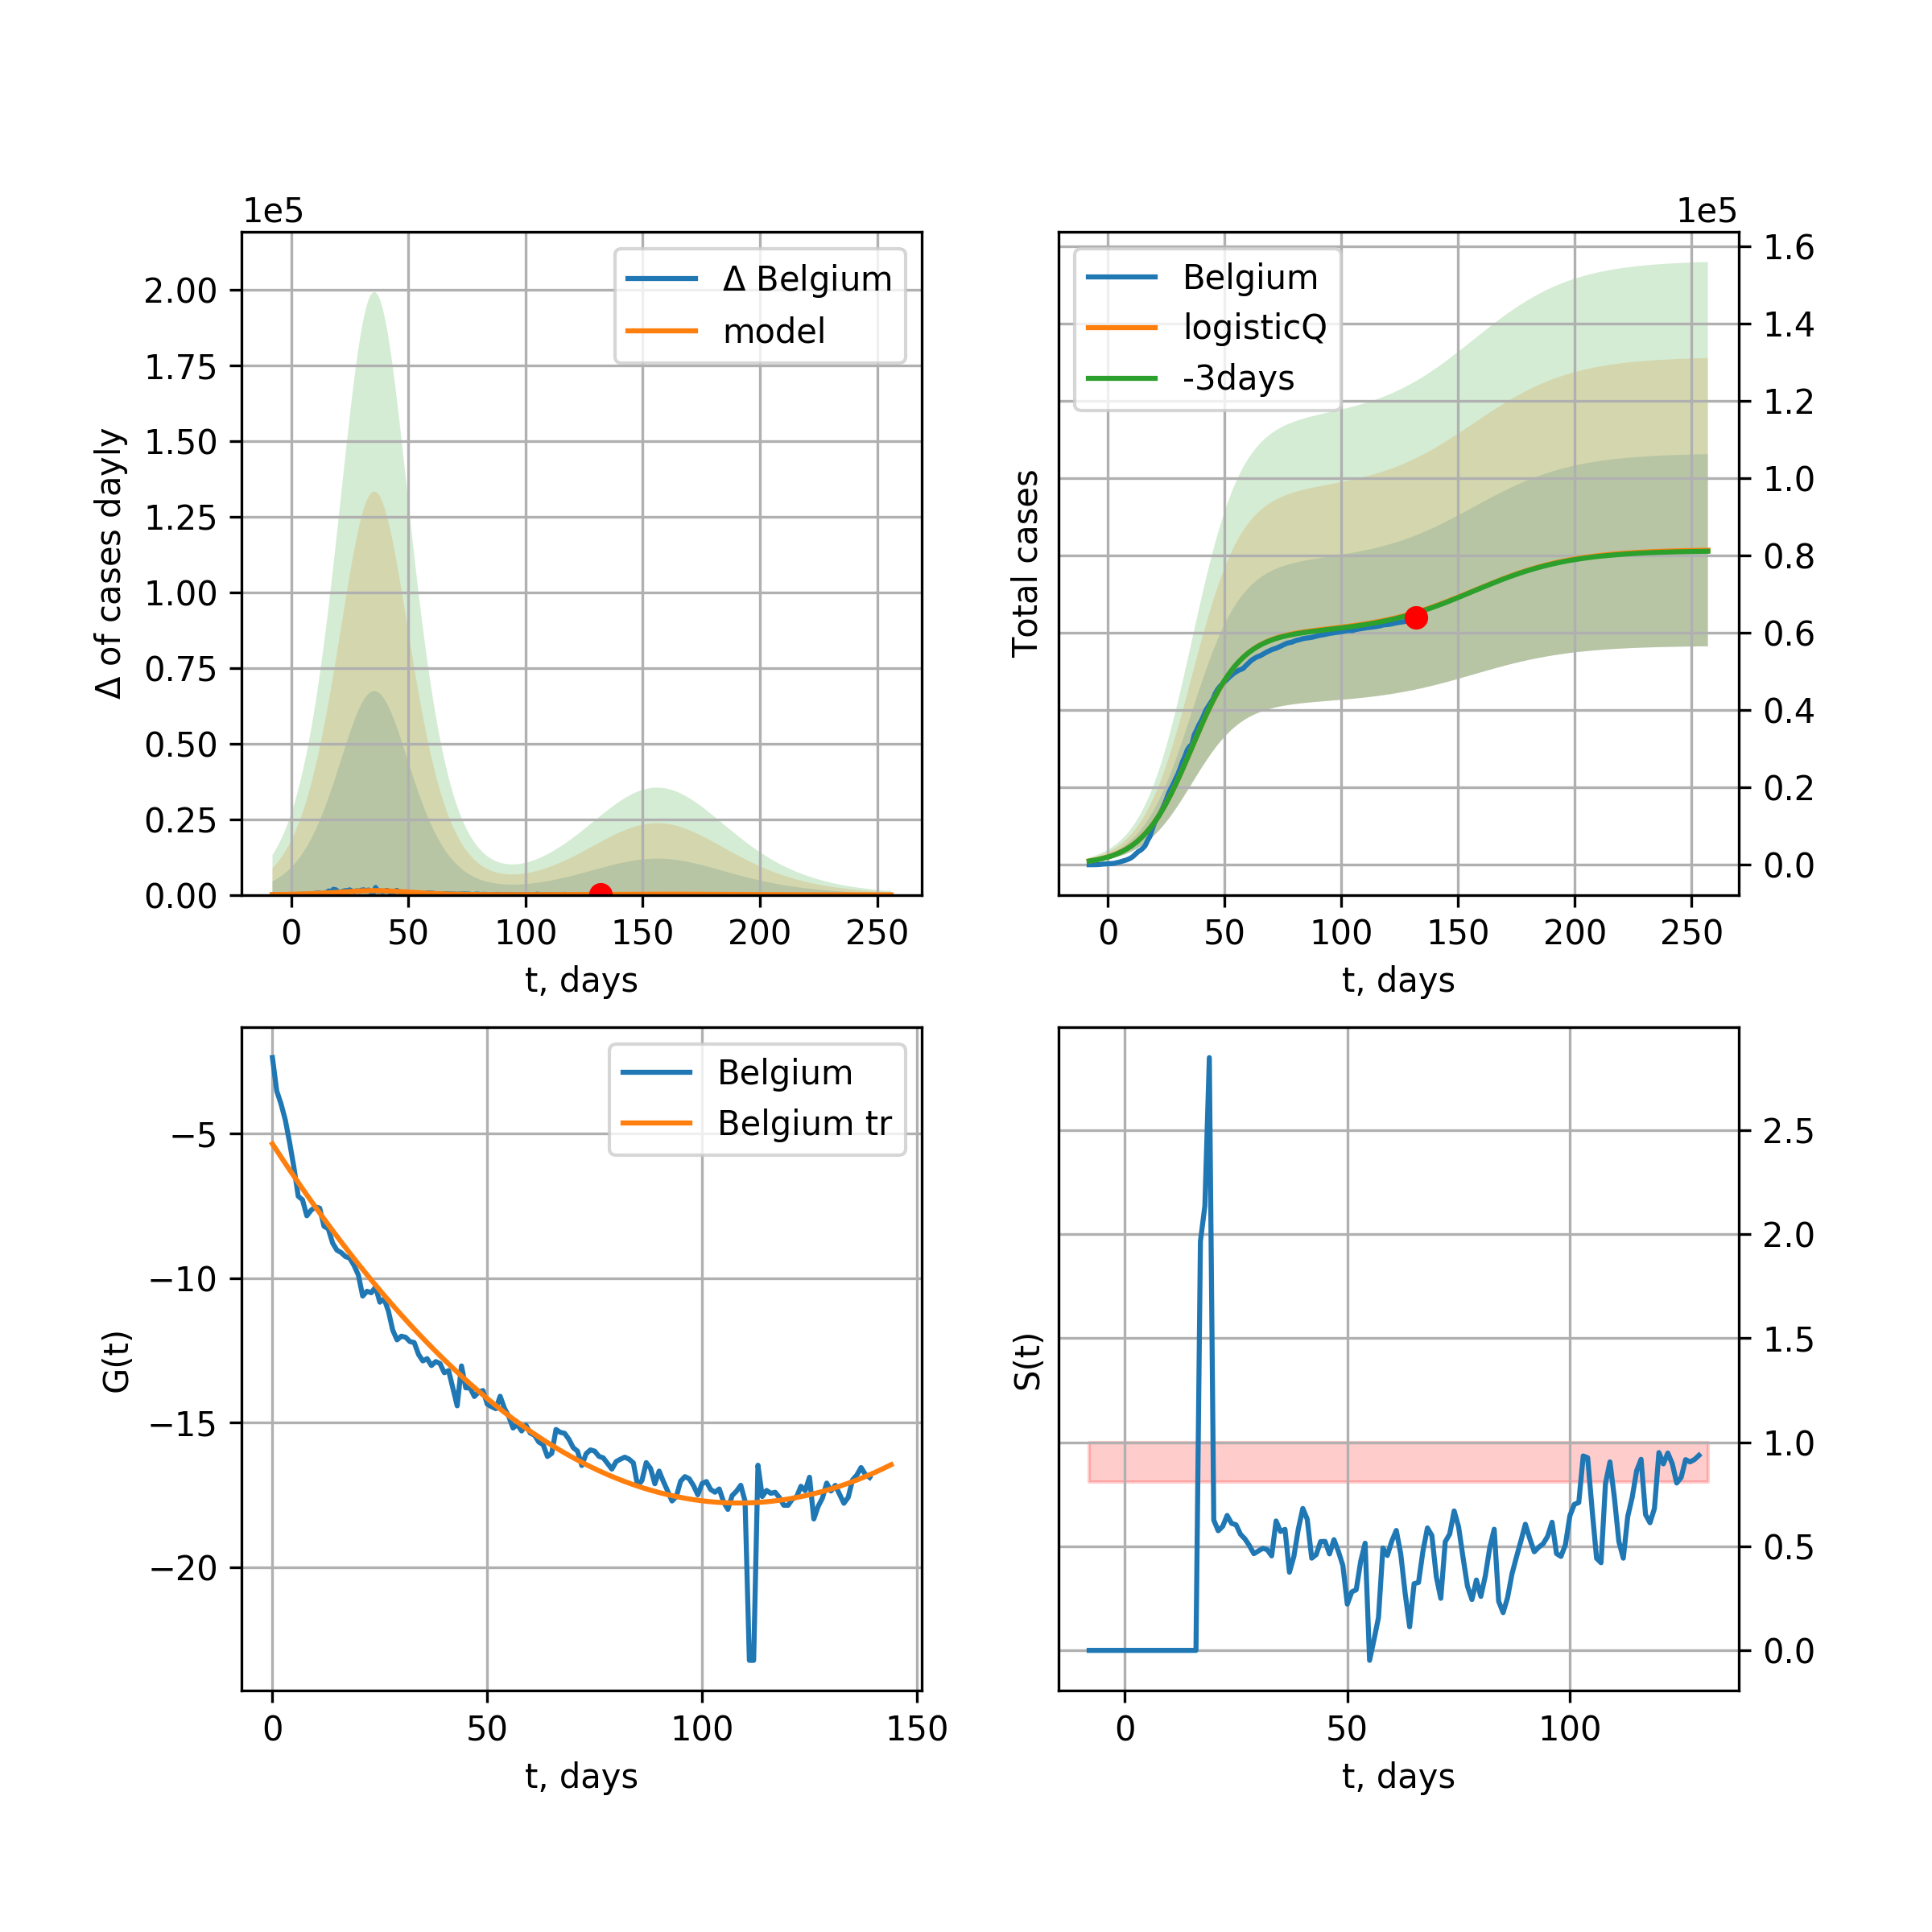 1e5
Δ of cases dayly
2.00
1.75
1.50
1.25
1.00
0.75
0.50
0.25
0.00
0 50 100 150 200 250
t, days
Δ Belgium
model
1e5
Total cases
1.6
1.4
1.2
1.0
0.8
0.6
0.4
0.2
0.0
0 50 100 150 200 250
t, days
Belgium
logisticQ
-3days
G(t)
−5
−10
−15
−20
0 50 100 150
t, days
Belgium
Belgium tr
S(t)
2.5
2.0
1.5
1.0
0.5
0.0
0 50 100
t, days